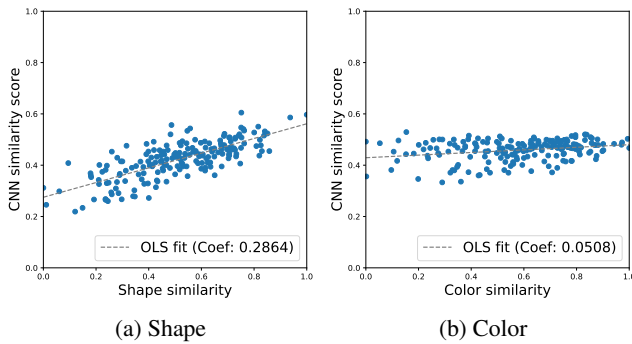 1.0
0.8
0.6
0.4
0.2
0.0
CNN similarity score
0.0 0.2 0.4 0.6 0.8 1.0
Shape similarity
OLS fit (Coef: 0.2864)
(a) Shape
1.0
0.8
0.6
0.4
0.2
0.0
CNN similarity score
0.0 0.2 0.4 0.6 0.8 1.0
Color similarity
OLS fit (Coef: 0.0508)
(b) Color